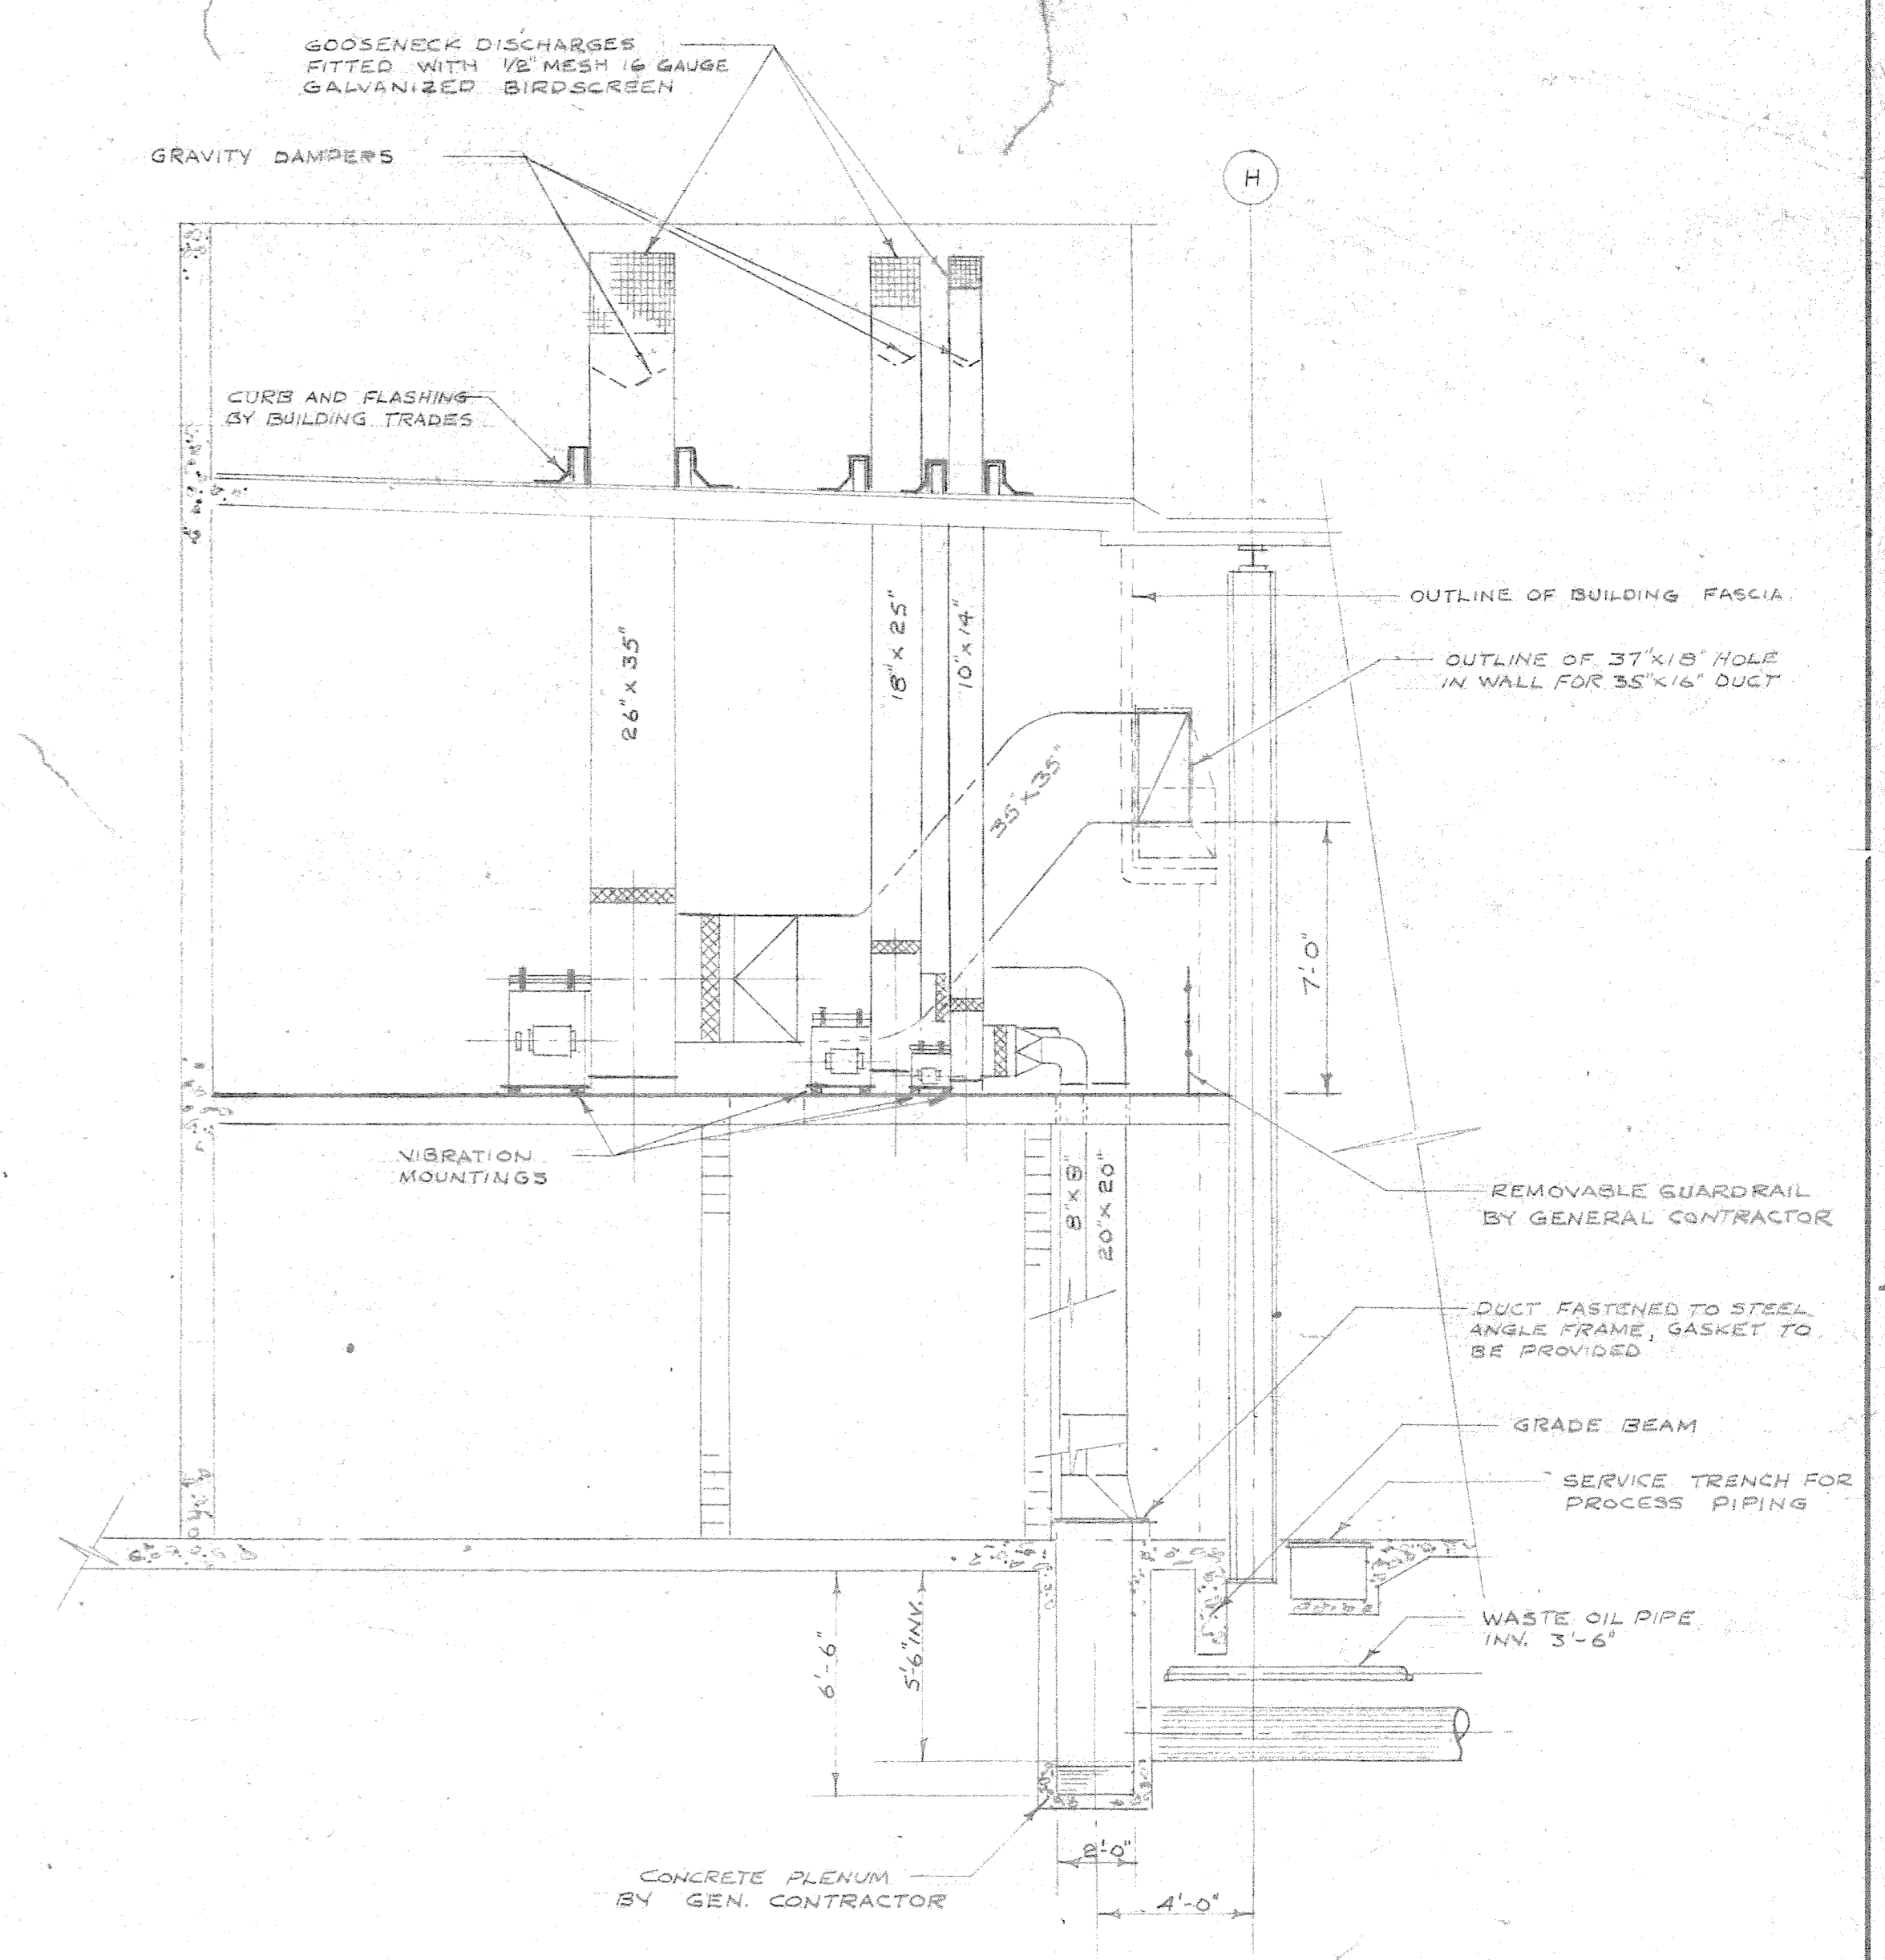 GOOSENECK DISCHARGES
FITTED WITH 1/2" MESH 16 GAUGE
GALVANIZED BIRDSCREEN
GRAVITY DAMPERS
H
CURB AND FLASHING
BY BUILDING TRADES
OUTLINE OF BUILDING FASCIA.
26" x 35"
18" x 25"
10" x 14"
OUTLINE OF 37"x18" HOLE
IN WALL FOR 35"x16" DUCT
35" x 35"
7'-0"
VIBRATION
MOUNTINGS
8" x 8"
20" x 20"
REMOVABLE GUARDRAIL
BY GENERAL CONTRACTOR
DUCT FASTENED TO STEEL
ANGLE FRAME, GASKET TO
BE PROVIDED
GRADE BEAM
SERVICE TRENCH FOR
PROCESS PIPING
6'-6"
5'6" INV.
WASTE OIL PIPE
INV. 3'-6"
2'-0"
CONCRETE PLENUM
BY GEN. CONTRACTOR
4'-0"